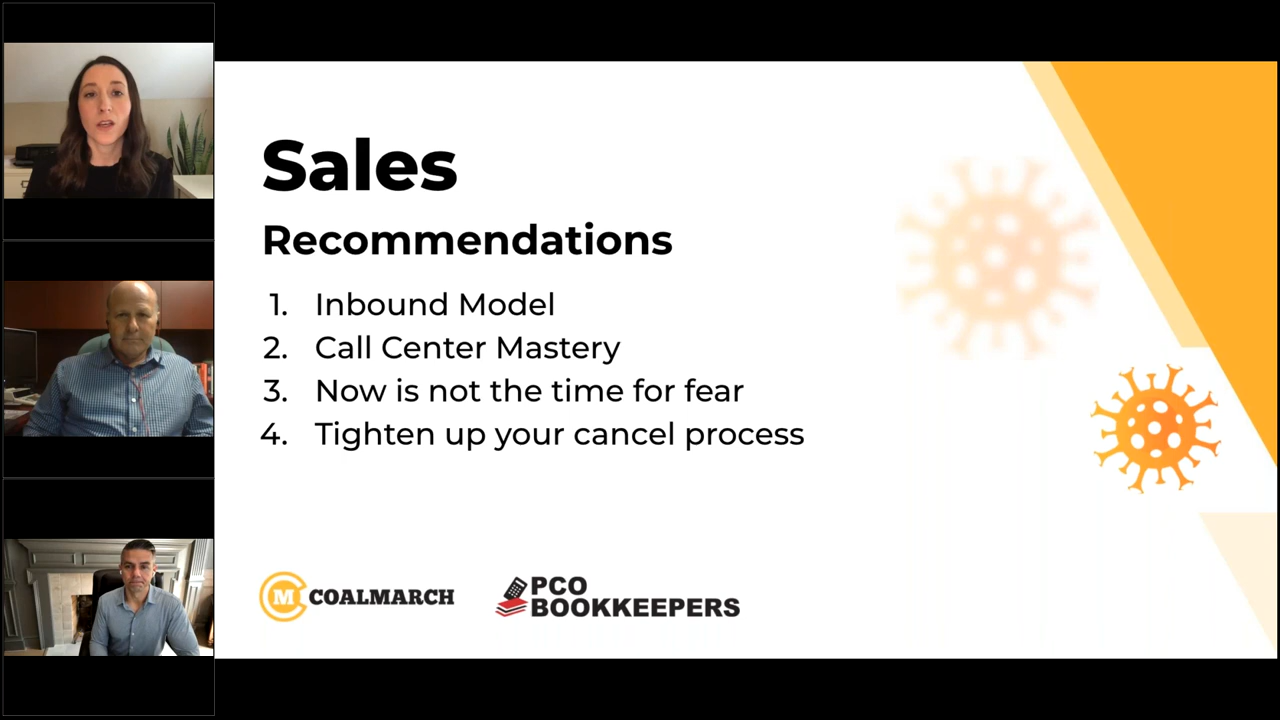 Sales
Recommendations
1. Inbound Model
2. Call Center Mastery
3. Now is not the time for fear
4. Tighten up your cancel process
M COALMARCH
PCO
BOOKKEEPERS